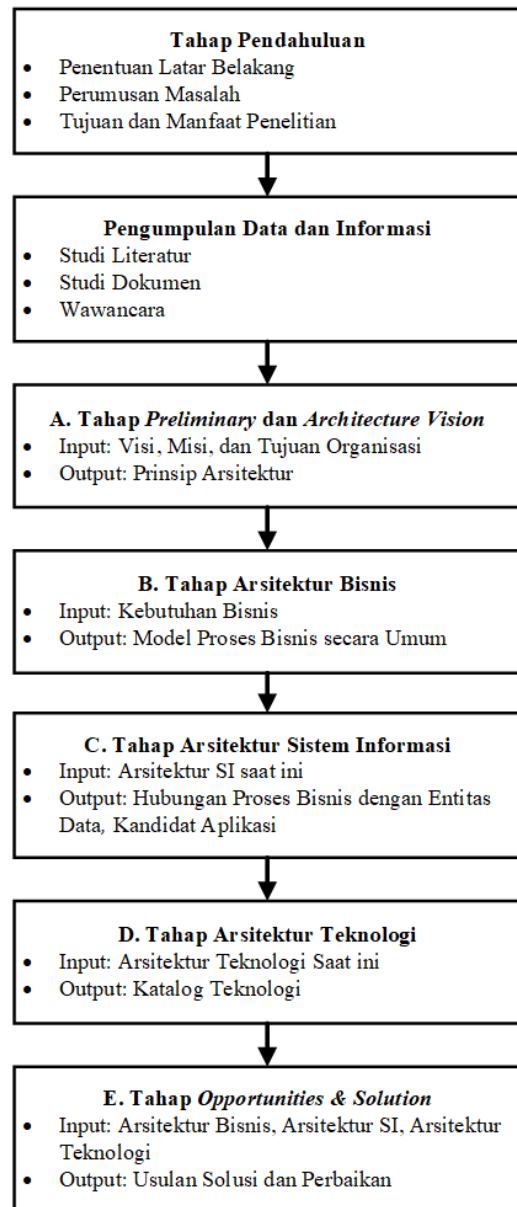 Tahap Pendahuluan
• Penentuan Latar Belakang
• Perumusan Masalah
• Tujuan dan Manfaat Penelitian
Pengumpulan Data dan Informasi
• Studi Literatur
• Studi Dokumen
• Wawancara
A. Tahap Preliminary dan Architecture Vision
• Input: Visi, Misi, dan Tujuan Organisasi
• Output: Prinsip Arsitektur
B. Tahap Arsitektur Bisnis
• Input: Kebutuhan Bisnis
• Output: Model Proses Bisnis secara Umum
C. Tahap Arsitektur Sistem Informasi
• Input: Arsitektur SI saat ini
• Output: Hubungan Proses Bisnis dengan Entitas
Data, Kandidat Aplikasi
D. Tahap Arsitektur Teknologi
• Input: Arsitektur Teknologi Saat ini
• Output: Katalog Teknologi
E. Tahap Opportunities & Solution
• Input: Arsitektur Bisnis, Arsitektur SI, Arsitektur
Teknologi
• Output: Usulan Solusi dan Perbaikan